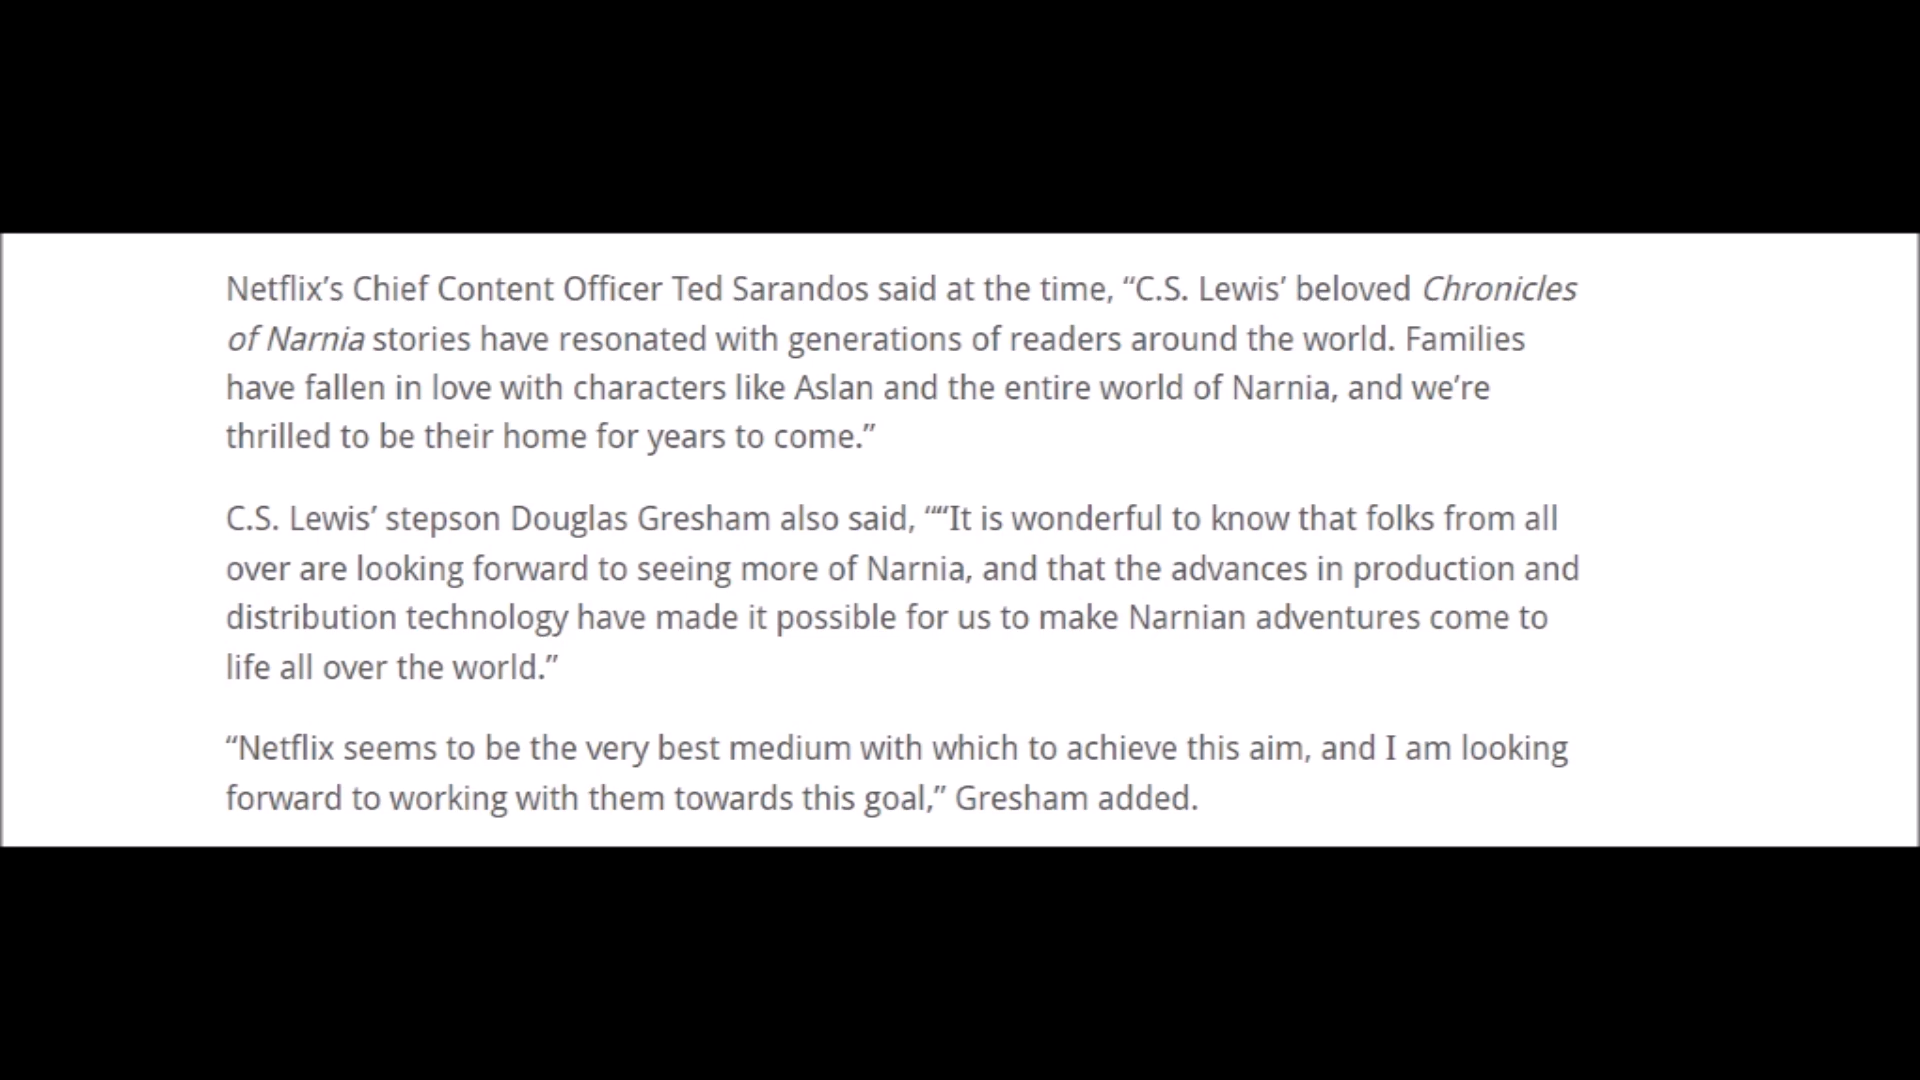 Netflix’s Chief Content Officer Ted Sarandos said at the time, “C.S. Lewis’ beloved Chronicles
of Narnia stories have resonated with generations of readers around the world. Families
have fallen in love with characters like Aslan and the entire world of Narnia, and we’re
thrilled to be their home for years to come.”
C.S. Lewis’ stepson Douglas Gresham also said, ““It is wonderful to know that folks from all
over are looking forward to seeing more of Narnia, and that the advances in production and
distribution technology have made it possible for us to make Narnian adventures come to
life all over the world.”
“Netflix seems to be the very best medium with which to achieve this aim, and I am looking
forward to working with them towards this goal,” Gresham added.